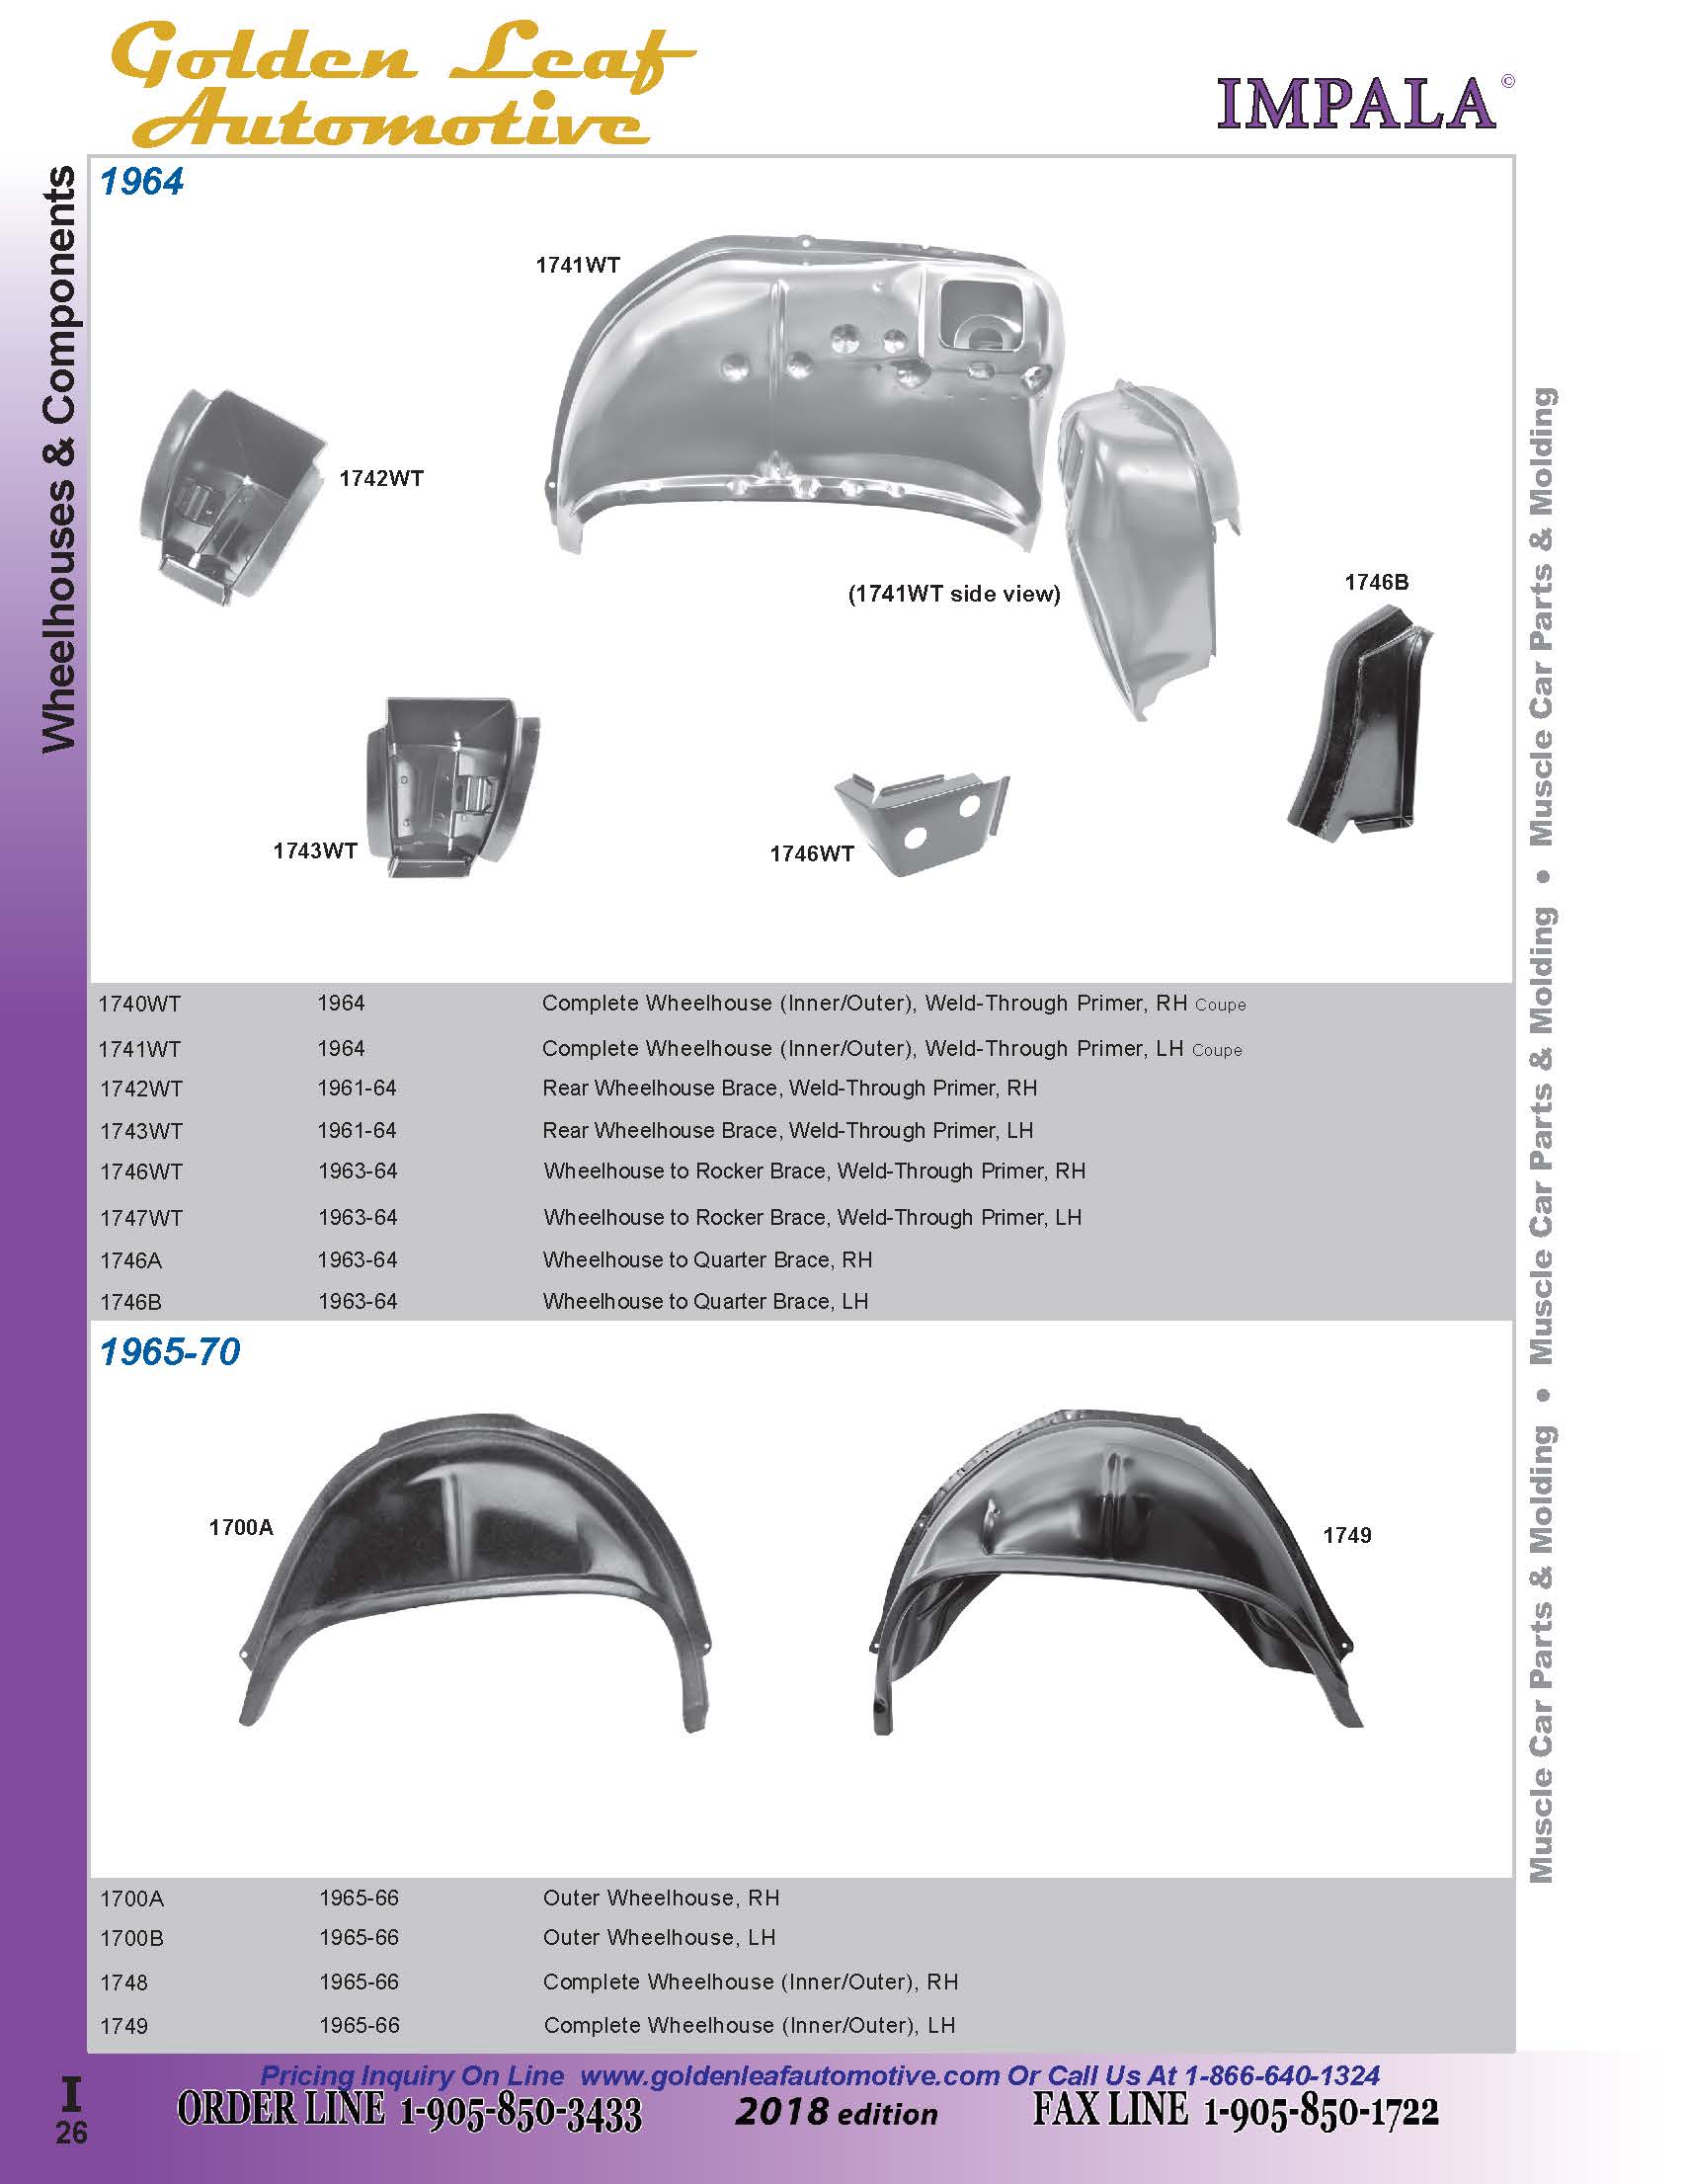 Golden Leaf
Automotive
IMPALA©
Wheelhouses & Components
1964
1741WT
1742WT
(1741WT side view)
1746B
1743WT
1746WT
1740WT 1964 Complete Wheelhouse (Inner/Outer), Weld-Through Primer, RH Coupe
1741WT 1964 Complete Wheelhouse (Inner/Outer), Weld-Through Primer, LH Coupe
1742WT 1961-64 Rear Wheelhouse Brace, Weld-Through Primer, RH
1743WT 1961-64 Rear Wheelhouse Brace, Weld-Through Primer, LH
1746WT 1963-64 Wheelhouse to Rocker Brace, Weld-Through Primer, RH
1747WT 1963-64 Wheelhouse to Rocker Brace, Weld-Through Primer, LH
1746A 1963-64 Wheelhouse to Quarter Brace, RH
1746B 1963-64 Wheelhouse to Quarter Brace, LH
1965-70
1700A
1749
1700A 1965-66 Outer Wheelhouse, RH
1700B 1965-66 Outer Wheelhouse, LH
1748 1965-66 Complete Wheelhouse (Inner/Outer), RH
1749 1965-66 Complete Wheelhouse (Inner/Outer), LH
Muscle Car Parts & Molding • Muscle Car Parts & Molding • Muscle Car Parts & Molding
Pricing Inquiry On Line www.goldenleafautomotive.com Or Call Us At 1-866-640-1324
ORDER LINE 1-905-850-3433 2018 edition FAX LINE 1-905-850-1722
I
26